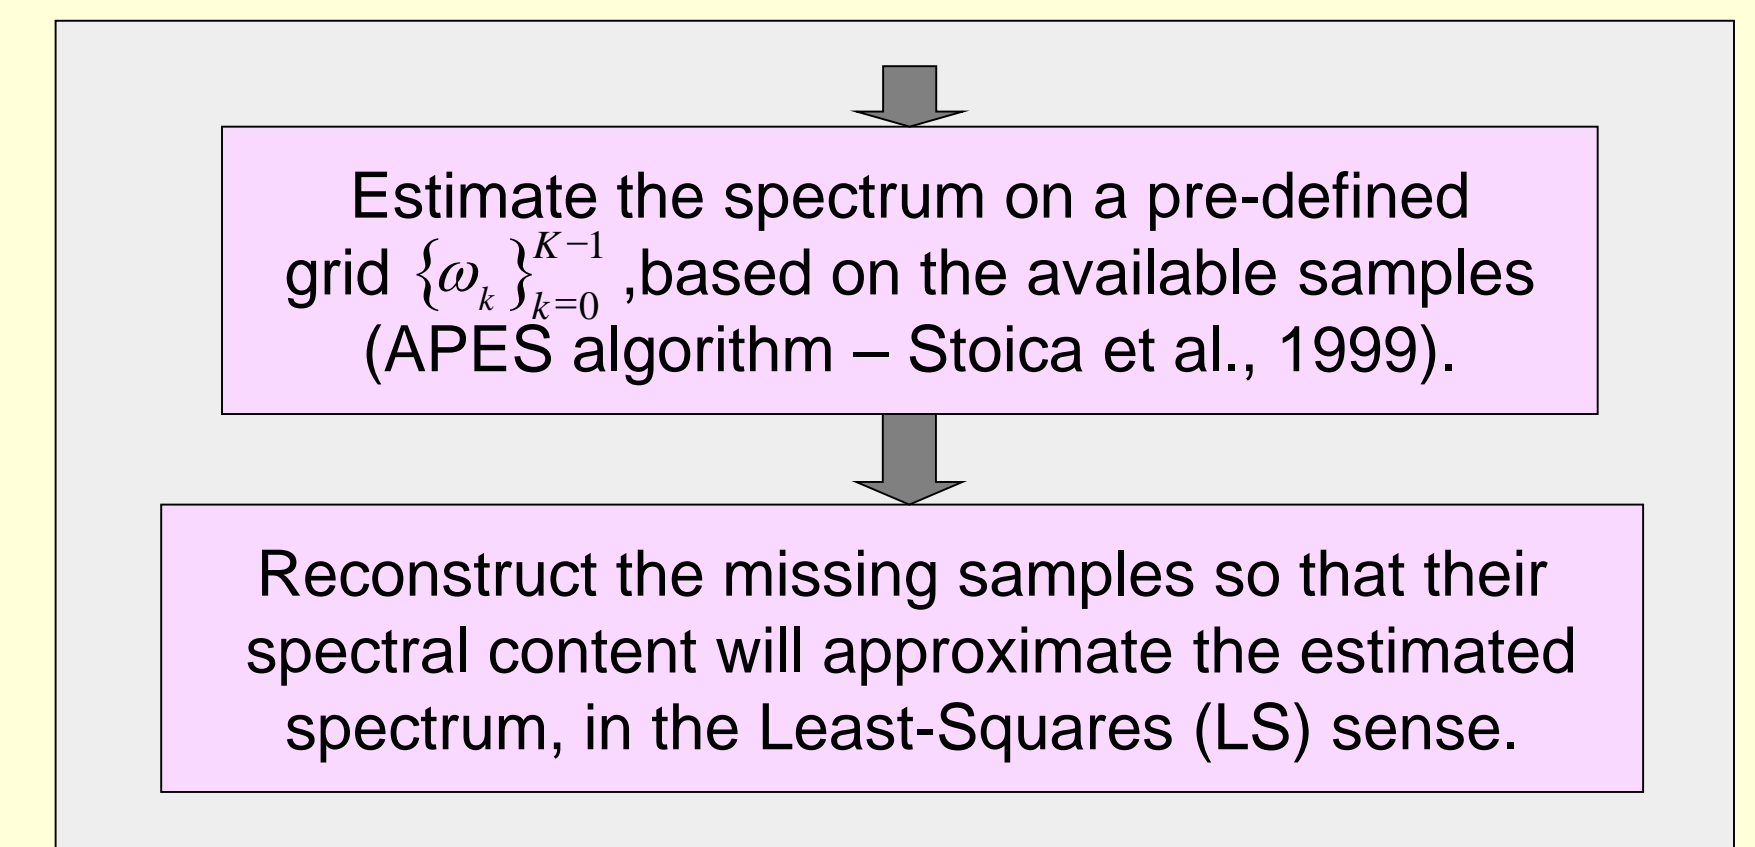 Estimate the spectrum on a pre-defined
grid {ω_k}_{k=0}^{K−1} ,based on the available samples
(APES algorithm – Stoica et al., 1999).
Reconstruct the missing samples so that their
spectral content will approximate the estimated
spectrum, in the Least-Squares (LS) sense.